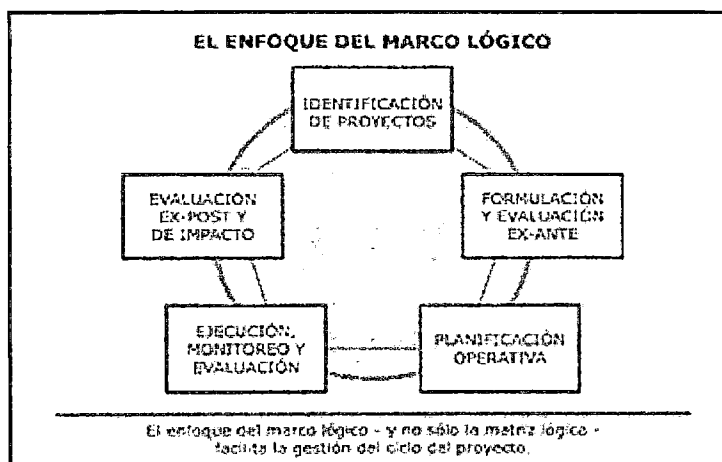 EL ENFOQUE DEL MARCO LÓGICO
IDENTIFICACIÓN
DE PROYECTOS
EVALUACIÓN
EX-POST Y
DE IMPACTO
FORMULACIÓN
Y EVALUACIÓN
EX-ANTE
EJECUCIÓN,
MONITOREO Y
EVALUACIÓN
PLANIFICACIÓN
OPERATIVA
El enfoque del marco lógico - y no sólo la matriz lógica -
facilita la gestión del ciclo del proyecto.